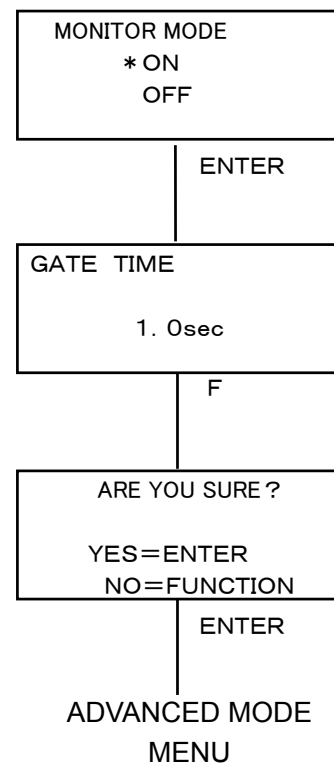 MONITOR MODE
＊ON
OFF
ENTER
GATE TIME
1. 0sec
F
ARE YOU SURE？
YES＝ENTER
NO＝FUNCTION
ENTER
ADVANCED MODE
MENU